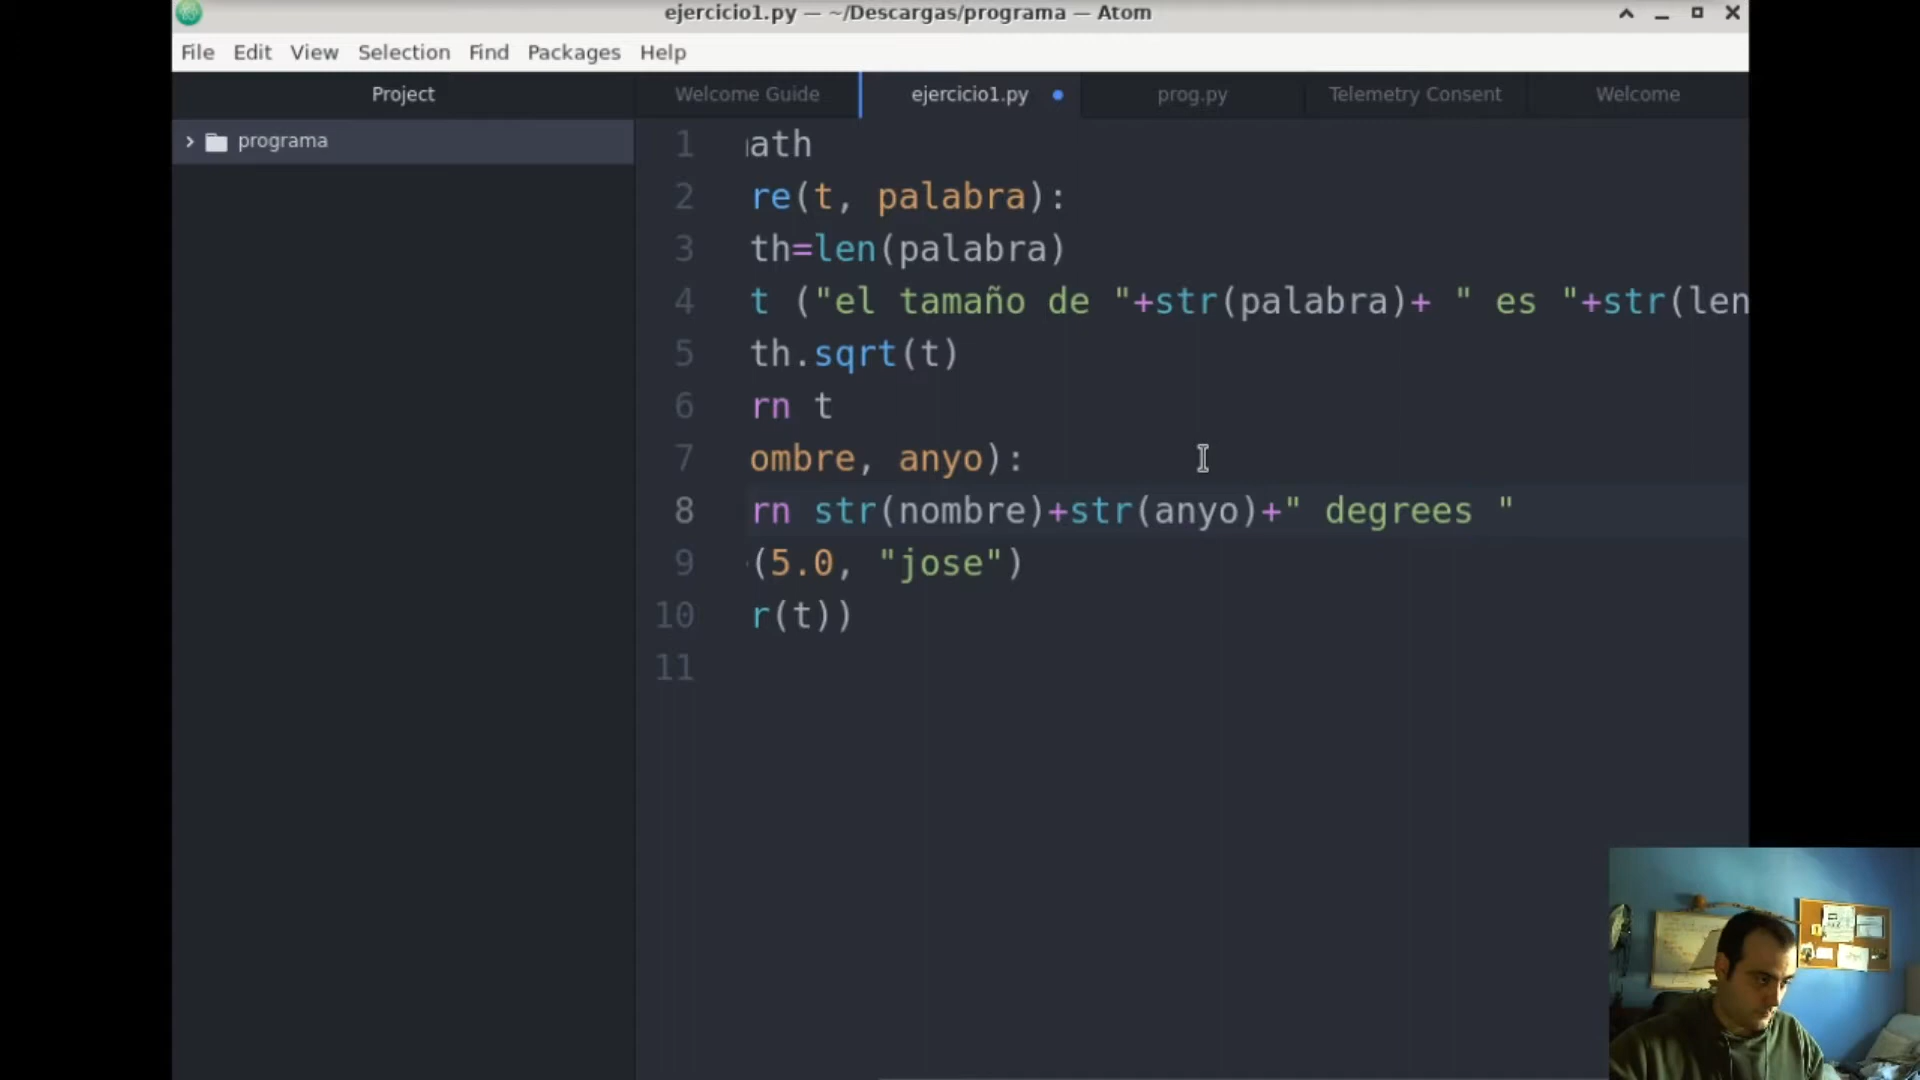 ejercicio1.py — ~/Descargas/programa — Atom
File Edit View Selection Find Packages Help
Project
Welcome Guide
ejercicio1.py
prog.py
Telemetry Consent
Welcome
programa
1 ath
2 re(t, palabra):
3 th=len(palabra)
4 t ("el tamaño de "+str(palabra)+ " es "+str(len
5 th.sqrt(t)
6 rn t
7 ombre, anyo):
8 rn str(nombre)+str(anyo)+" degrees "
9 (5.0, "jose")
10 r(t))
11